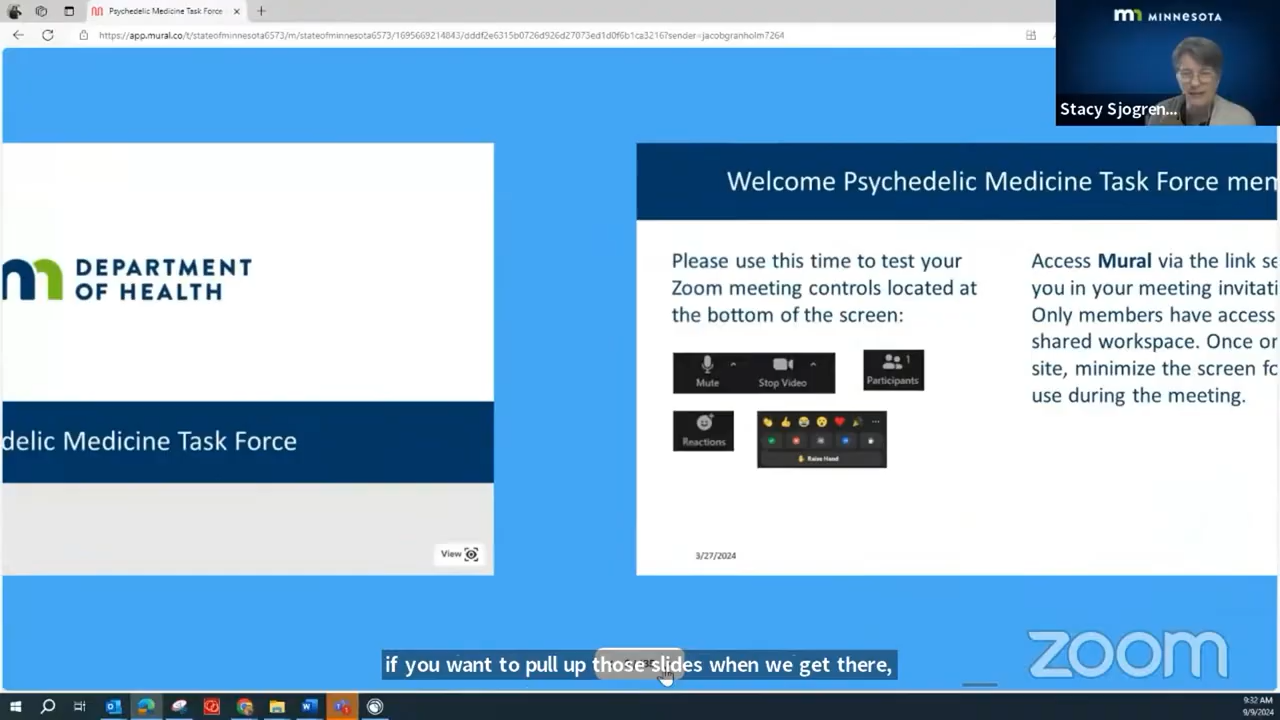 Psychedelic Medicine Task Force
https://app.mural.co/t/stateofminnesota6573/m/stateofminnesota6573/1695669214843/dddf2e6315b0726d926d27073ed1d0f6b1ca3216?sender=jacobgranholm7264
MINNESOTA
Stacy Sjogren...
DEPARTMENT
OF HEALTH
delic Medicine Task Force
View
Welcome Psychedelic Medicine Task Force mem
Please use this time to test your
Zoom meeting controls located at
the bottom of the screen:
Mute
Stop Video
1
Participants
Reactions
Raise Hand
Access Mural via the link se
you in your meeting invitati
Only members have access
shared workspace. Once on
site, minimize the screen fo
use during the meeting.
3/27/2024
if you want to pull up those slides when we get there,
zoom
9:32 AM
9/9/2024